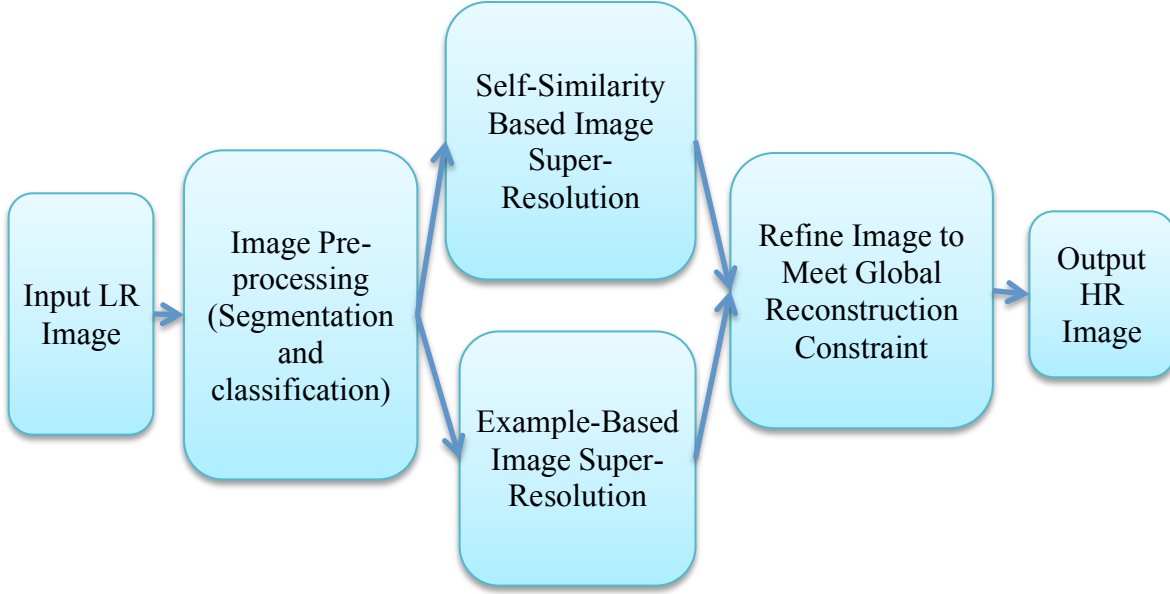 Input LR
Image
Image Pre-
processing
(Segmentation
and
classification)
Self-Similarity
Based Image
Super-
Resolution
Example-Based
Image Super-
Resolution
Refine Image to
Meet Global
Reconstruction
Constraint
Output
HR
Image